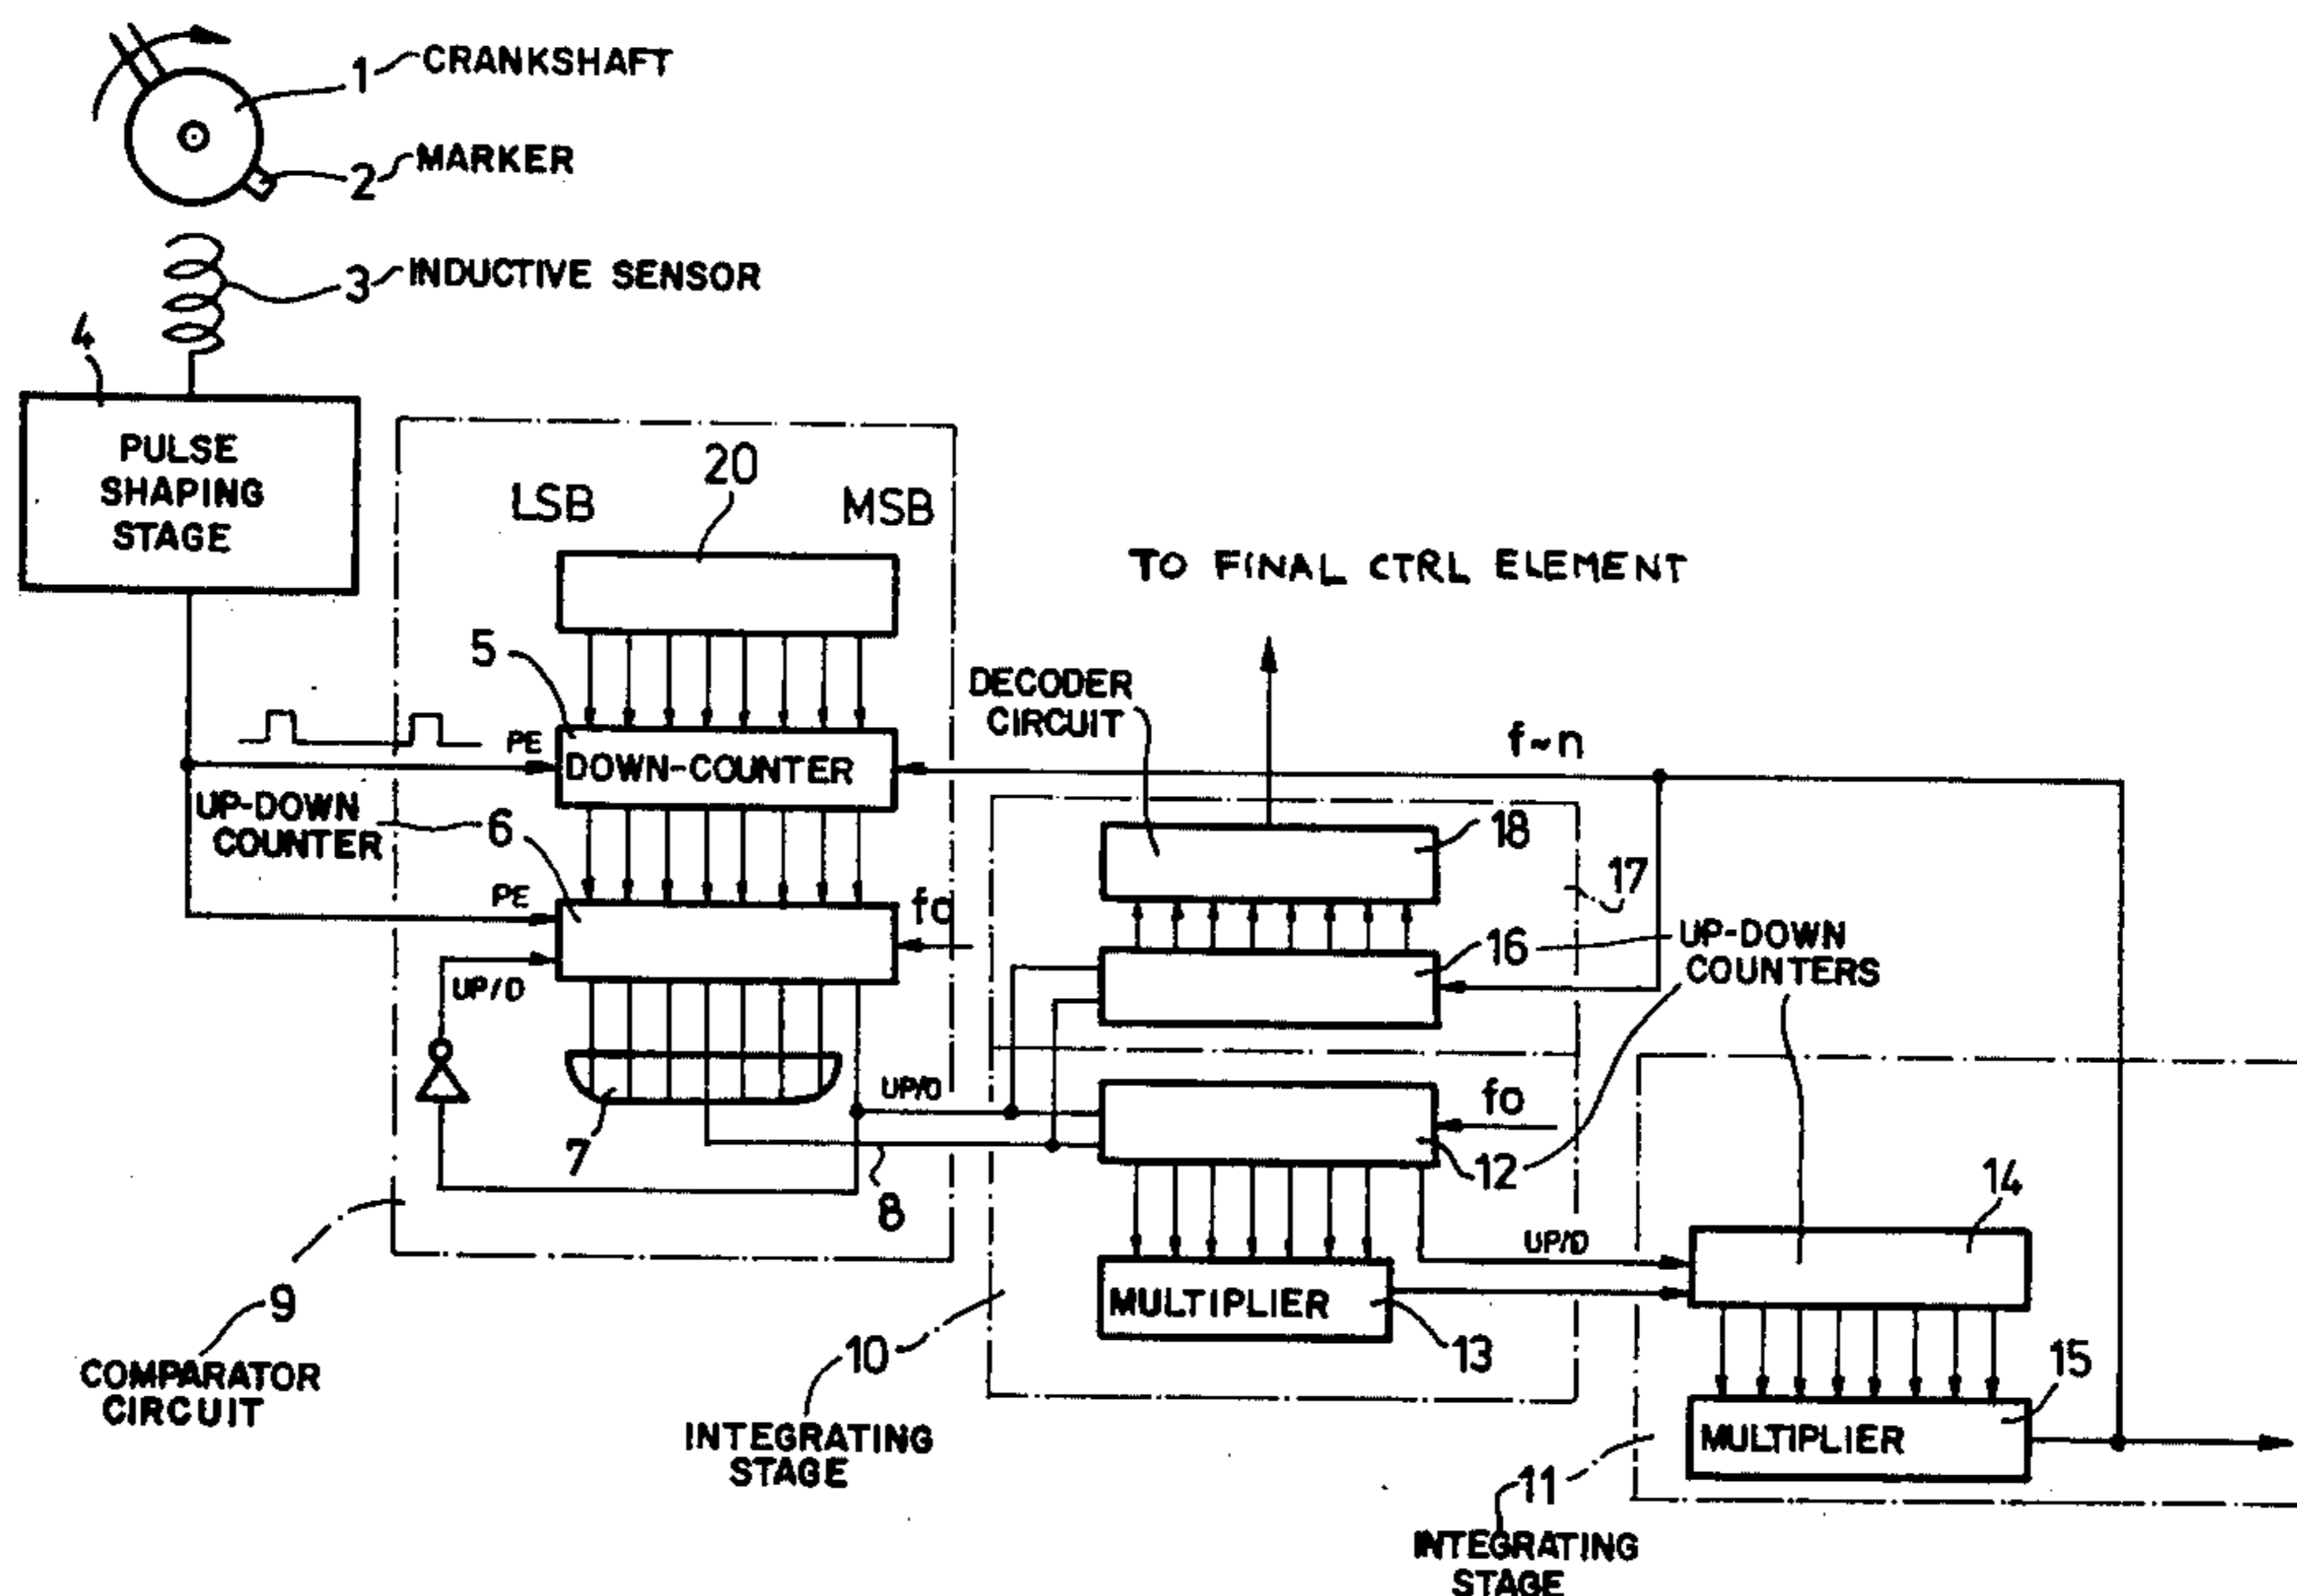 1 CRANKSHAFT
2 MARKER
3 INDUCTIVE SENSOR
4
PULSE
SHAPING
STAGE
20
LSB
MSB
5
PE
DOWN-COUNTER
UP-DOWN
COUNTER
6
PE
fo
UP/D
7
UP/D
8
9
COMPARATOR
CIRCUIT
TO FINAL CTRL ELEMENT
DECODER
CIRCUIT
f~n
18
17
16
UP-DOWN
COUNTERS
fo
12
UP/D
MULTIPLIER
13
10
INTEGRATING
STAGE
14
15
MULTIPLIER
11
INTEGRATING
STAGE